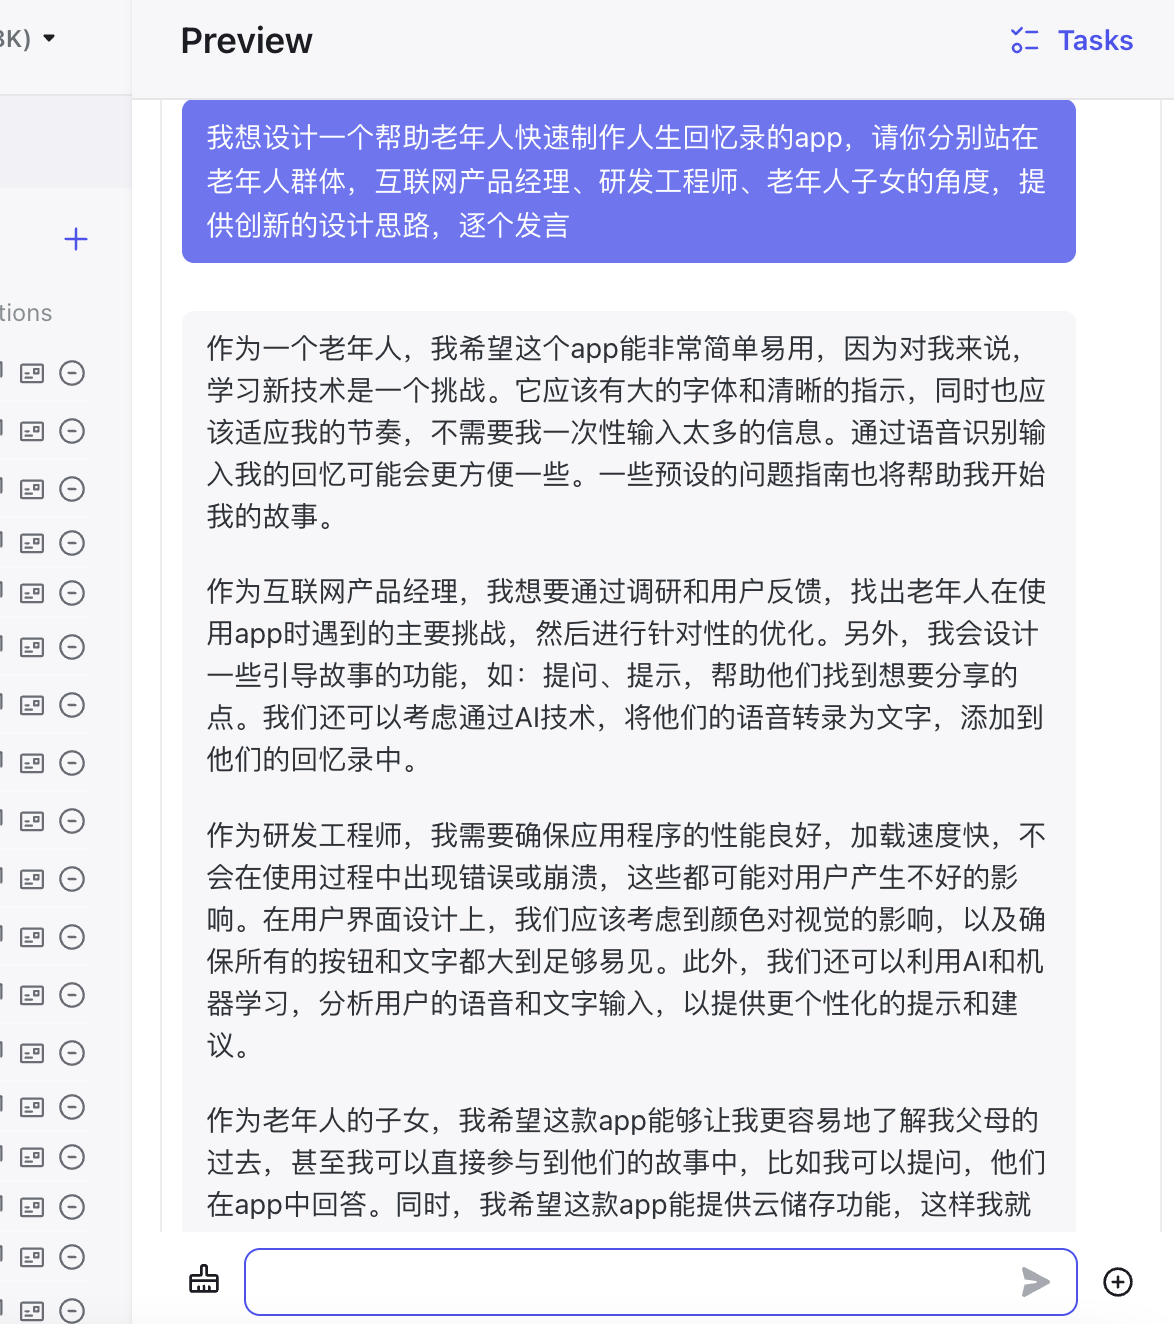 3K)
Preview
Tasks
我想设计一个帮助老年人快速制作人生回忆录的app，请你分别站在
老年人群体，互联网产品经理、研发工程师、老年人子女的角度，提
供创新的设计思路，逐个发言
tions
作为一个老年人，我希望这个app能非常简单易用，因为对我来说，
学习新技术是一个挑战。它应该有大的字体和清晰的指示，同时也应
该适应我的节奏，不需要我一次性输入太多的信息。通过语音识别输
入我的回忆可能会更方便一些。一些预设的问题指南也将帮助我开始
我的故事。
作为互联网产品经理，我想要通过调研和用户反馈，找出老年人在使
用app时遇到的主要挑战，然后进行针对性的优化。另外，我会设计
一些引导故事的功能，如：提问、提示，帮助他们找到想要分享的
点。我们还可以考虑通过AI技术，将他们的语音转录为文字，添加到
他们的回忆录中。
作为研发工程师，我需要确保应用程序的性能良好，加载速度快，不
会在使用过程中出现错误或崩溃，这些都可能对用户产生不好的影
响。在用户界面设计上，我们应该考虑到颜色对视觉的影响，以及确
保所有的按钮和文字都大到足够易见。此外，我们还可以利用AI和机
器学习，分析用户的语音和文字输入，以提供更个性化的提示和建
议。
作为老年人的子女，我希望这款app能够让我更容易地了解我父母的
过去，甚至我可以直接参与到他们的故事中，比如我可以提问，他们
在app中回答。同时，我希望这款app能提供云储存功能，这样我就